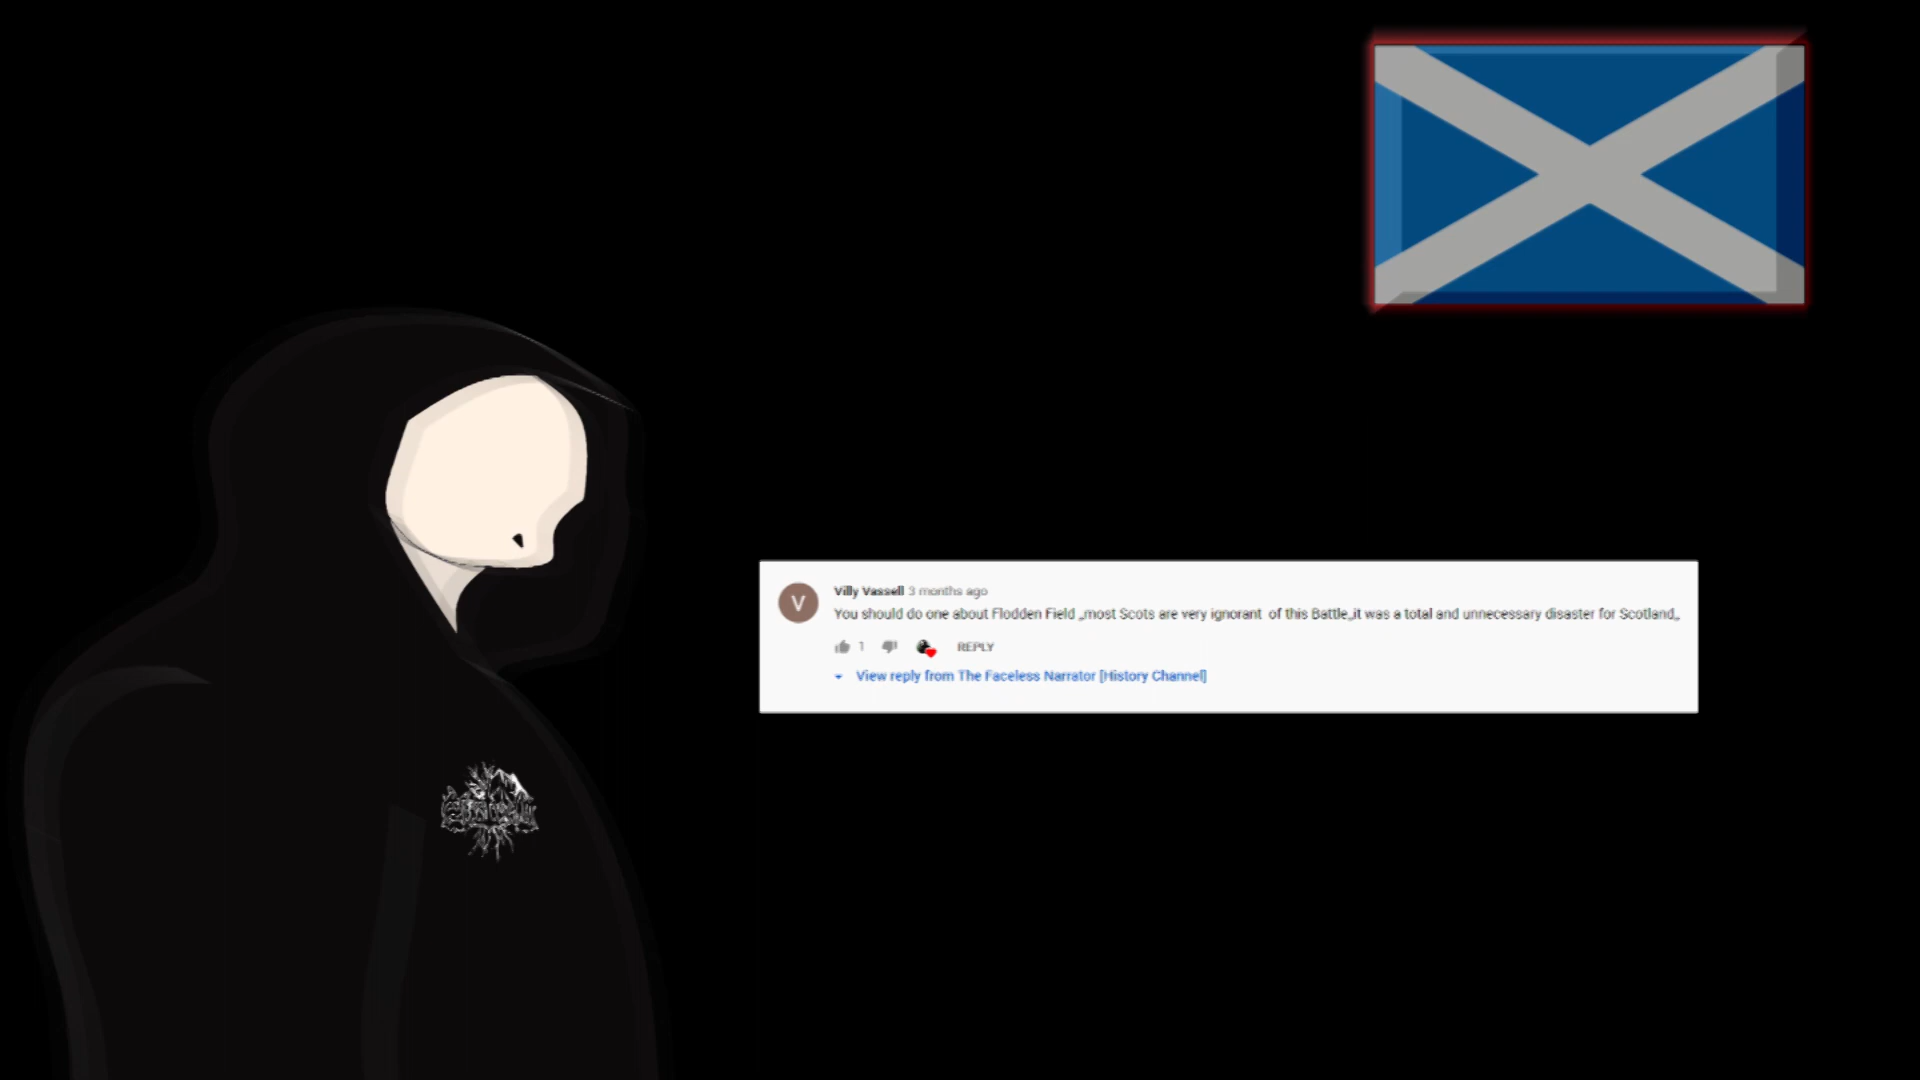 V
Villy Vassell 3 months ago
You should do one about Flodden Field ,,most Scots are very ignorant  of this Battle,,it was a total and unnecessary disaster for Scotland,,
1 REPLY
View reply from The Faceless Narrator [History Channel]